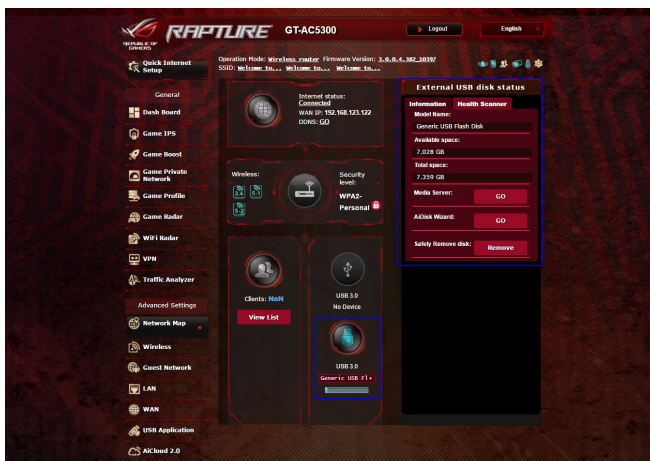 REPUBLIC OF
GAMERS
RAPTURE
GT-AC5300
Logout
English
Quick Internet
Setup
Operation Mode: Wireless router Firmware Version: 3.0.0.4.382_10397
SSID: Welcome to... Welcome to... Welcome to...
General
Dash Board
Game IPS
Game Boost
Game Private
Network
Game Profile
Game Radar
WiFi Radar
VPN
Traffic Analyzer
Advanced Settings
Network Map
Wireless
Guest Network
LAN
WAN
USB Application
AiCloud 2.0
Internet status:
Connected
WAN IP: 192.168.123.122
DDNS: GO
Wireless:
2.4
5-1
5-2
Security
level:
WPA2-
Personal
Clients: NaN
View List
USB 3.0
No Device
USB 3.0
Generic USB Fl
External USB disk status
Information Health Scanner
Model Name:
Generic USB Flash Disk
Available space:
7.028 GB
Total space:
7.359 GB
Media Server:
GO
AiDisk Wizard:
GO
Safely Remove disk:
Remove